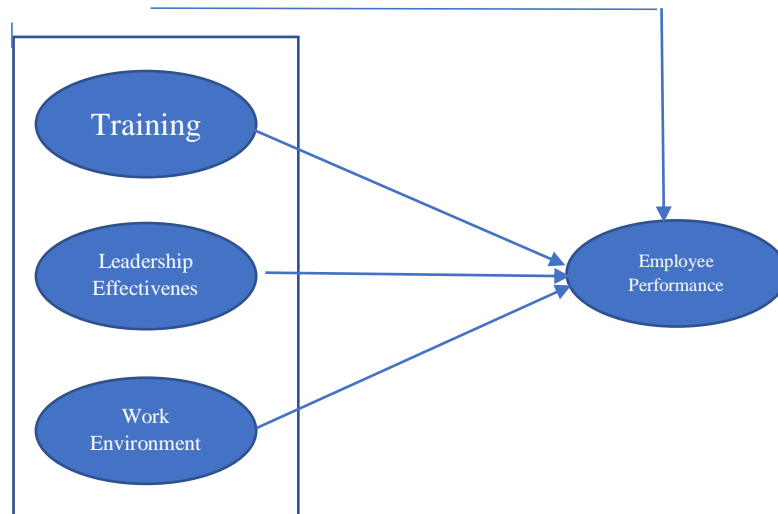 Training
Leadership
Effectivenes
Work
Environment
Employee
Performance